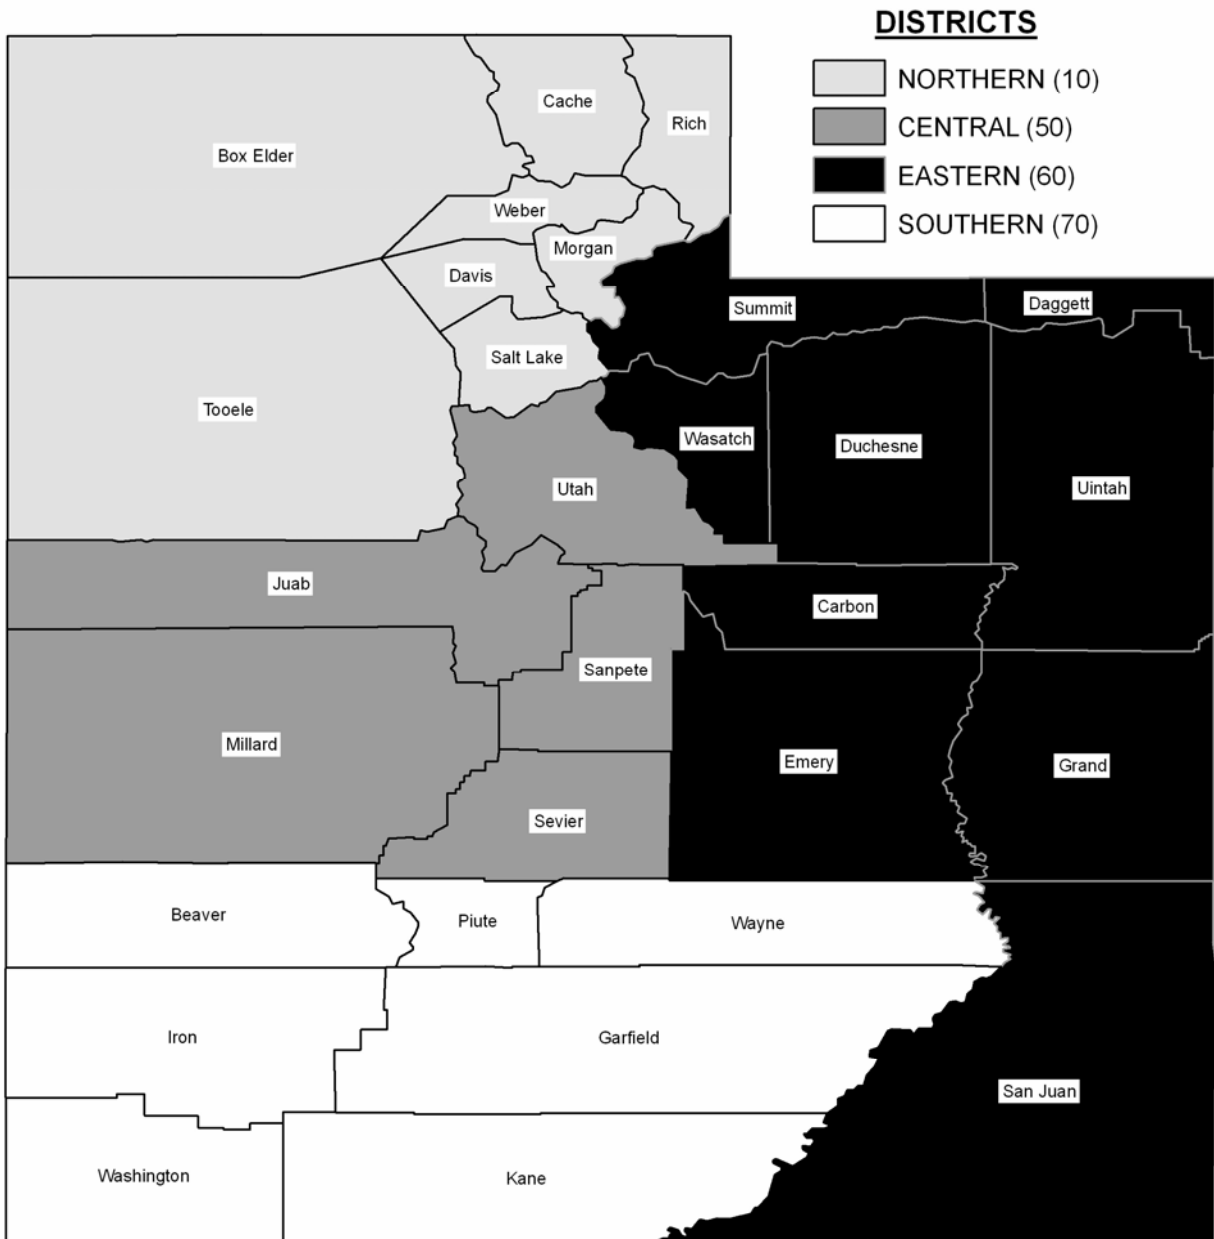 DISTRICTS
NORTHERN (10)
CENTRAL (50)
EASTERN (60)
SOUTHERN (70)
Cache
Rich
Box Elder
Weber
Morgan
Davis
Summit
Daggett
Salt Lake
Tooele
Wasatch
Duchesne
Utah
Uintah
Juab
Carbon
Sanpete
Millard
Emery
Grand
Sevier
Beaver
Piute
Wayne
Iron
Garfield
San Juan
Washington
Kane